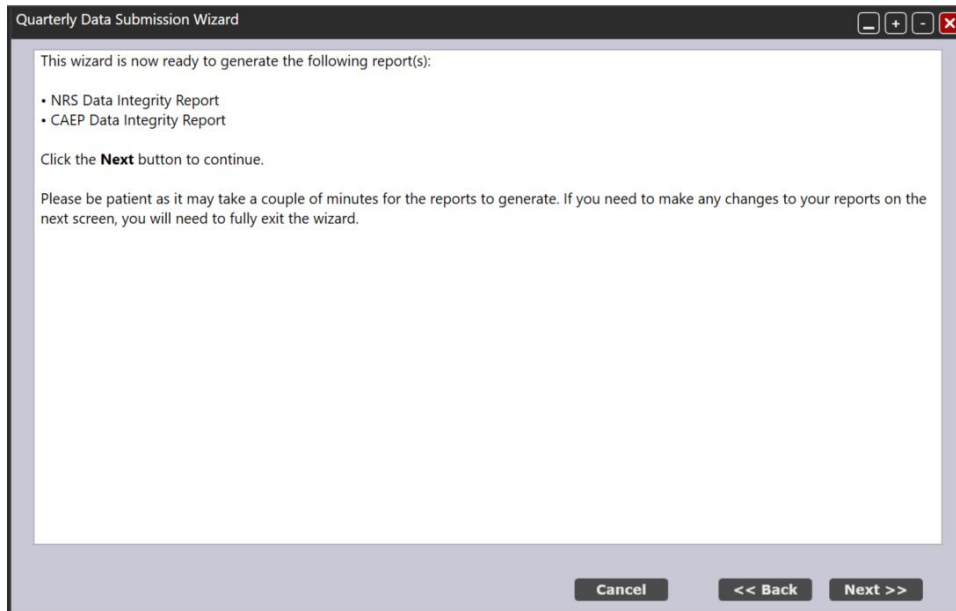 Quarterly Data Submission Wizard
This wizard is now ready to generate the following report(s):
• NRS Data Integrity Report
• CAEP Data Integrity Report
Click the Next button to continue.
Please be patient as it may take a couple of minutes for the reports to generate. If you need to make any changes to your reports on the
next screen, you will need to fully exit the wizard.
Cancel << Back Next >>